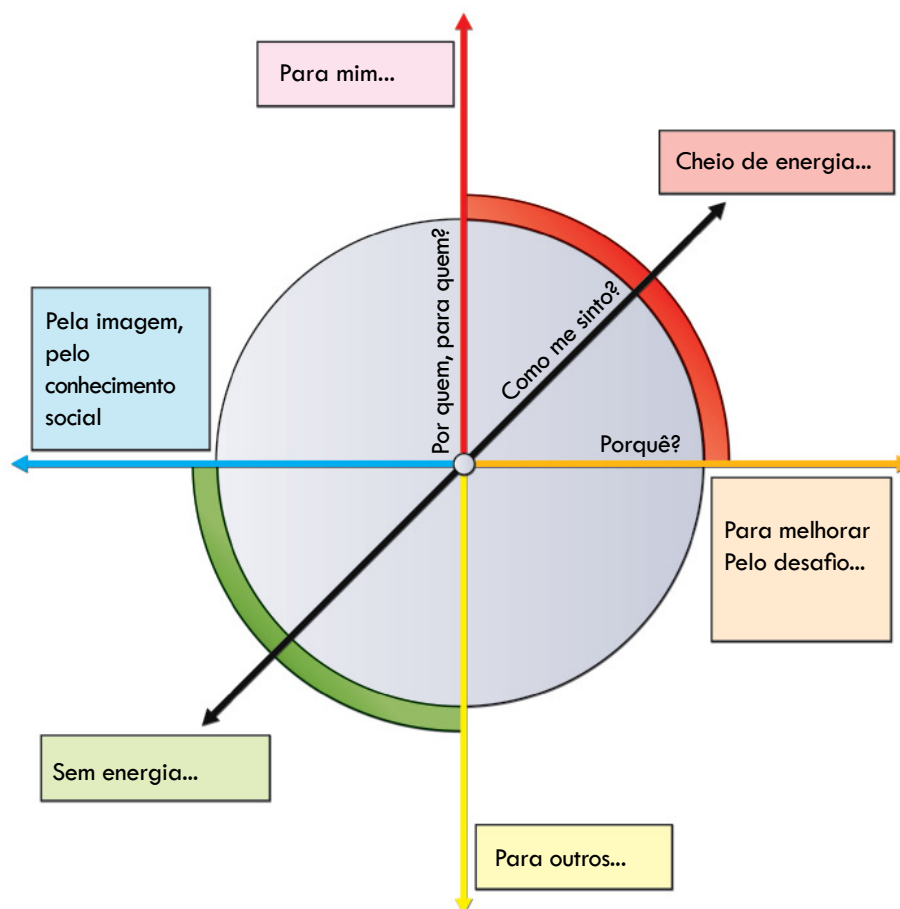 Para mim...
Cheio de energia...
Por quem, para quem?
Como me sinto?
Pela imagem,
pelo
conhecimento
social
Porquê?
Para melhorar
Pelo desafio...
Sem energia...
Para outros...